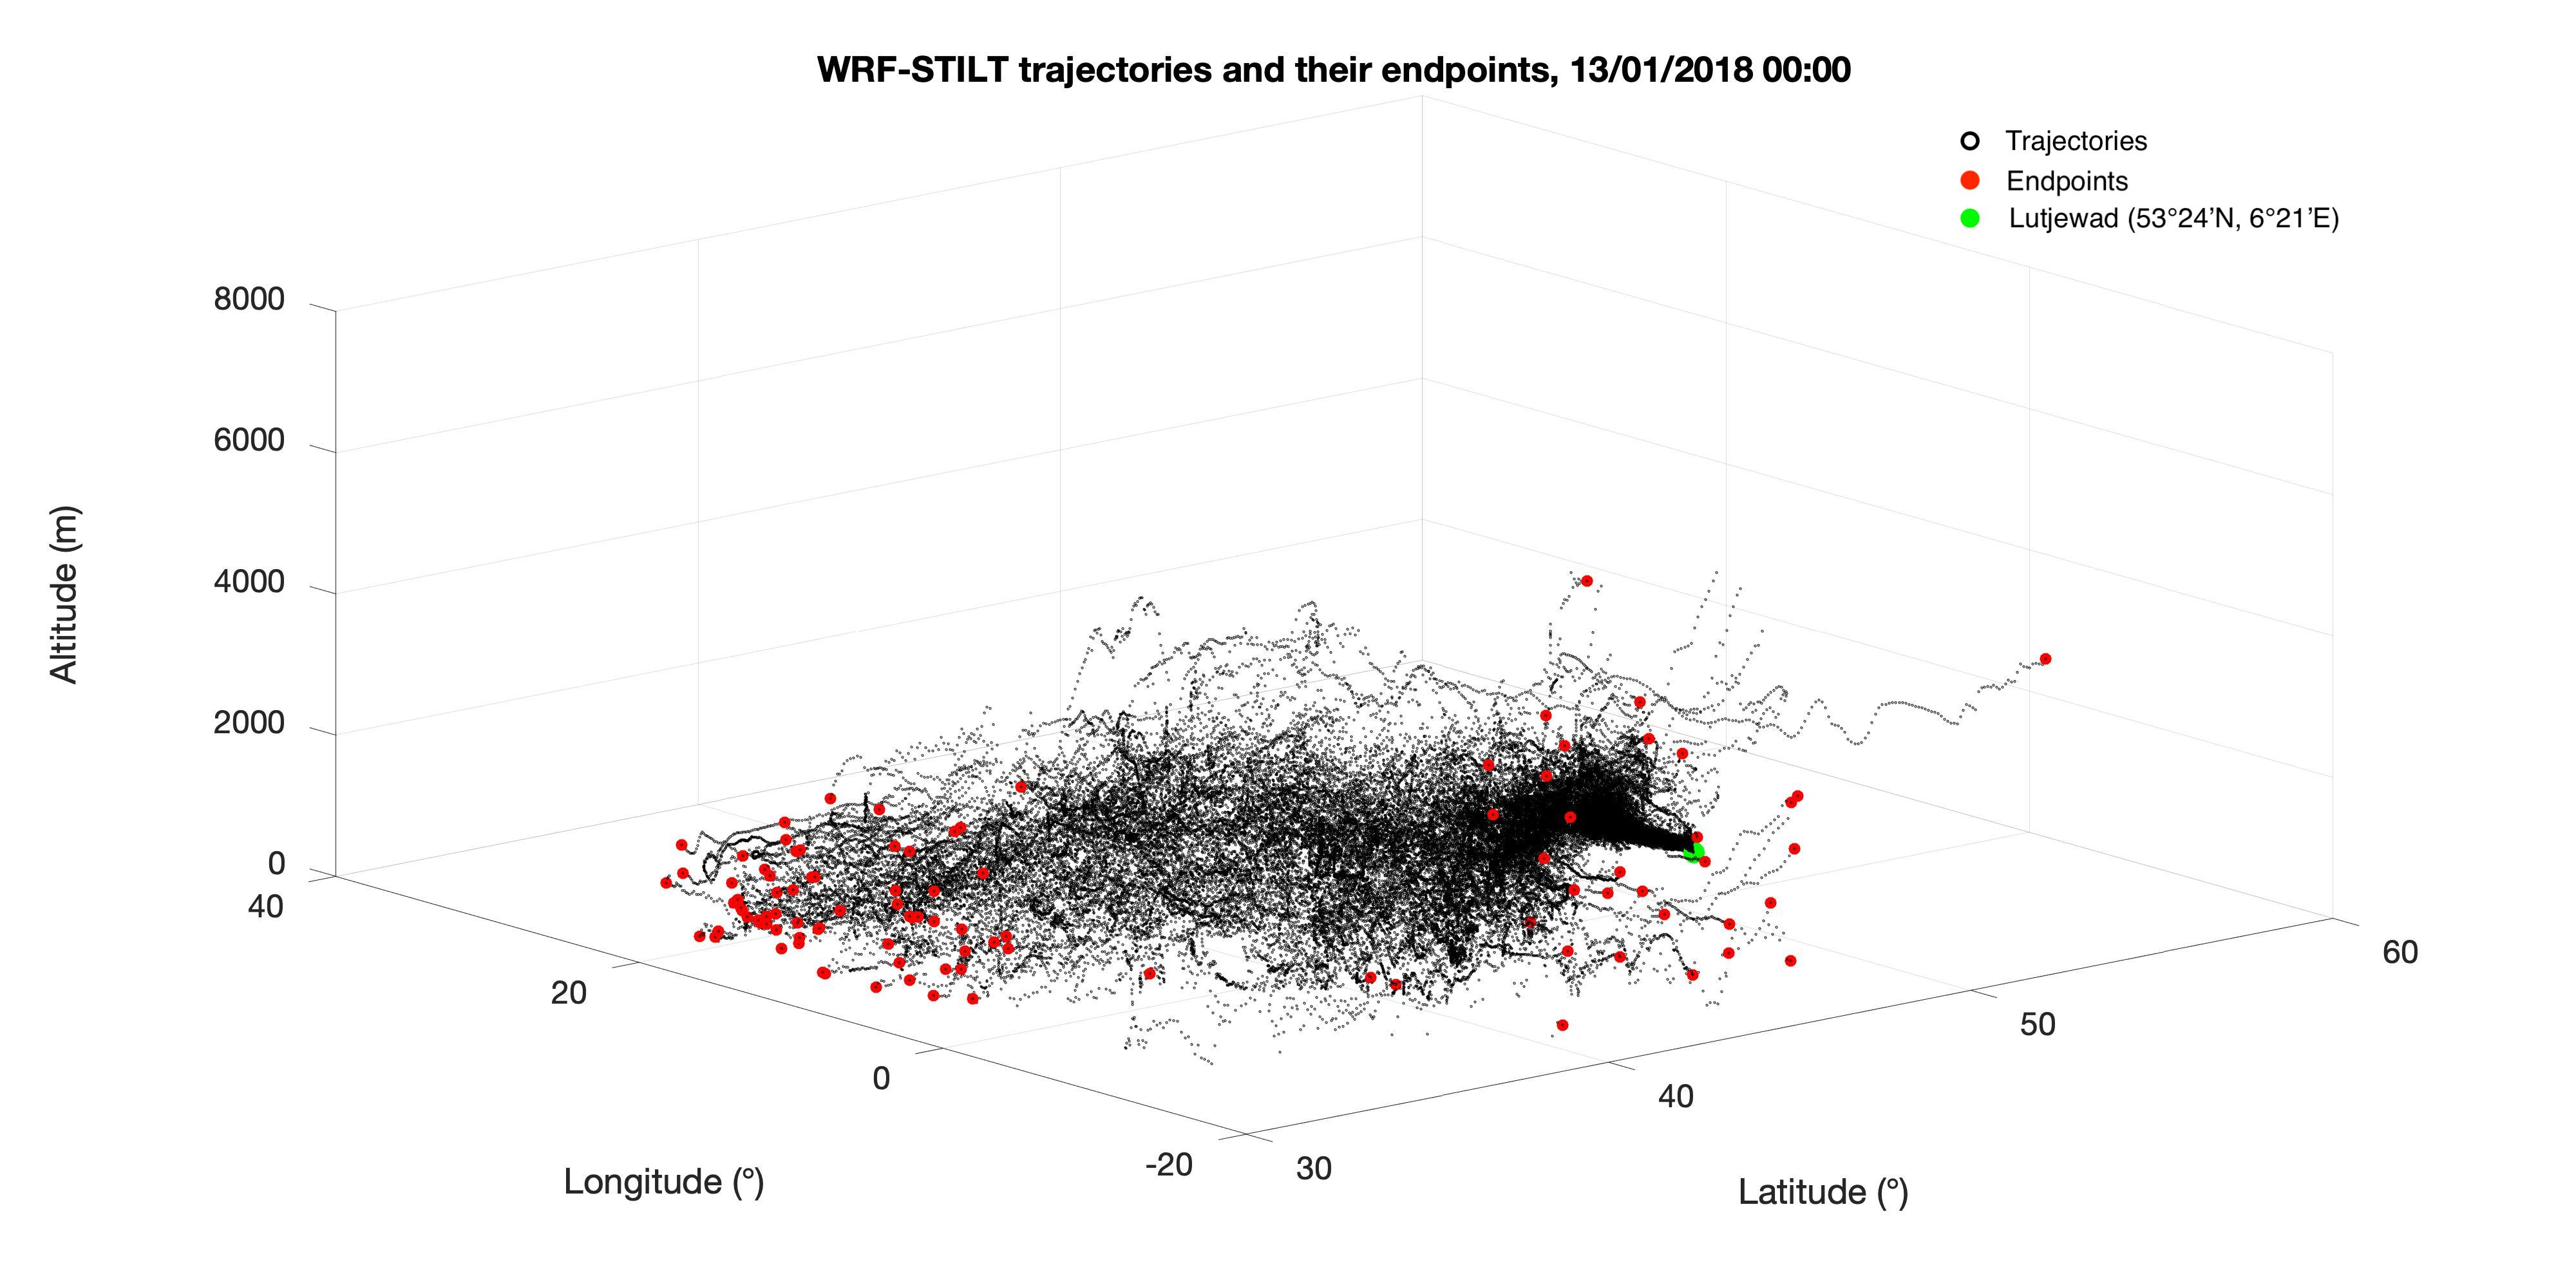 WRF-STILT trajectories and their endpoints, 13/01/2018 00:00
Trajectories
Endpoints
Lutjewad (53°24’N, 6°21’E)
8000
6000
4000
2000
0
Altitude (m)
40
20
0
-20
Longitude (°)
30
40
50
60
Latitude (°)